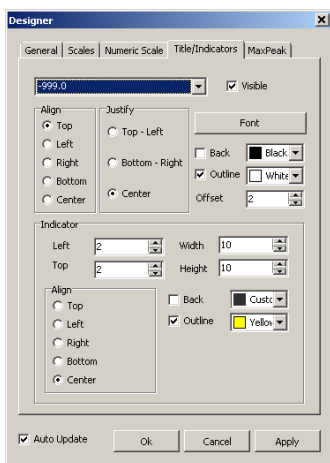 Designer
General Scales Numeric Scale Title/Indicators MaxPeak
-999.0 Visible
Align Justify
Top Top - Left Font
Left
Right Bottom - Right Back Black
Bottom Outline White
Center Center Offset 2
Indicator
Left 2 Width 10
Top 2 Height 10
Align
Top Back Custo
Left Outline Yellow
Right
Bottom
Center
Auto Update Ok Cancel Apply